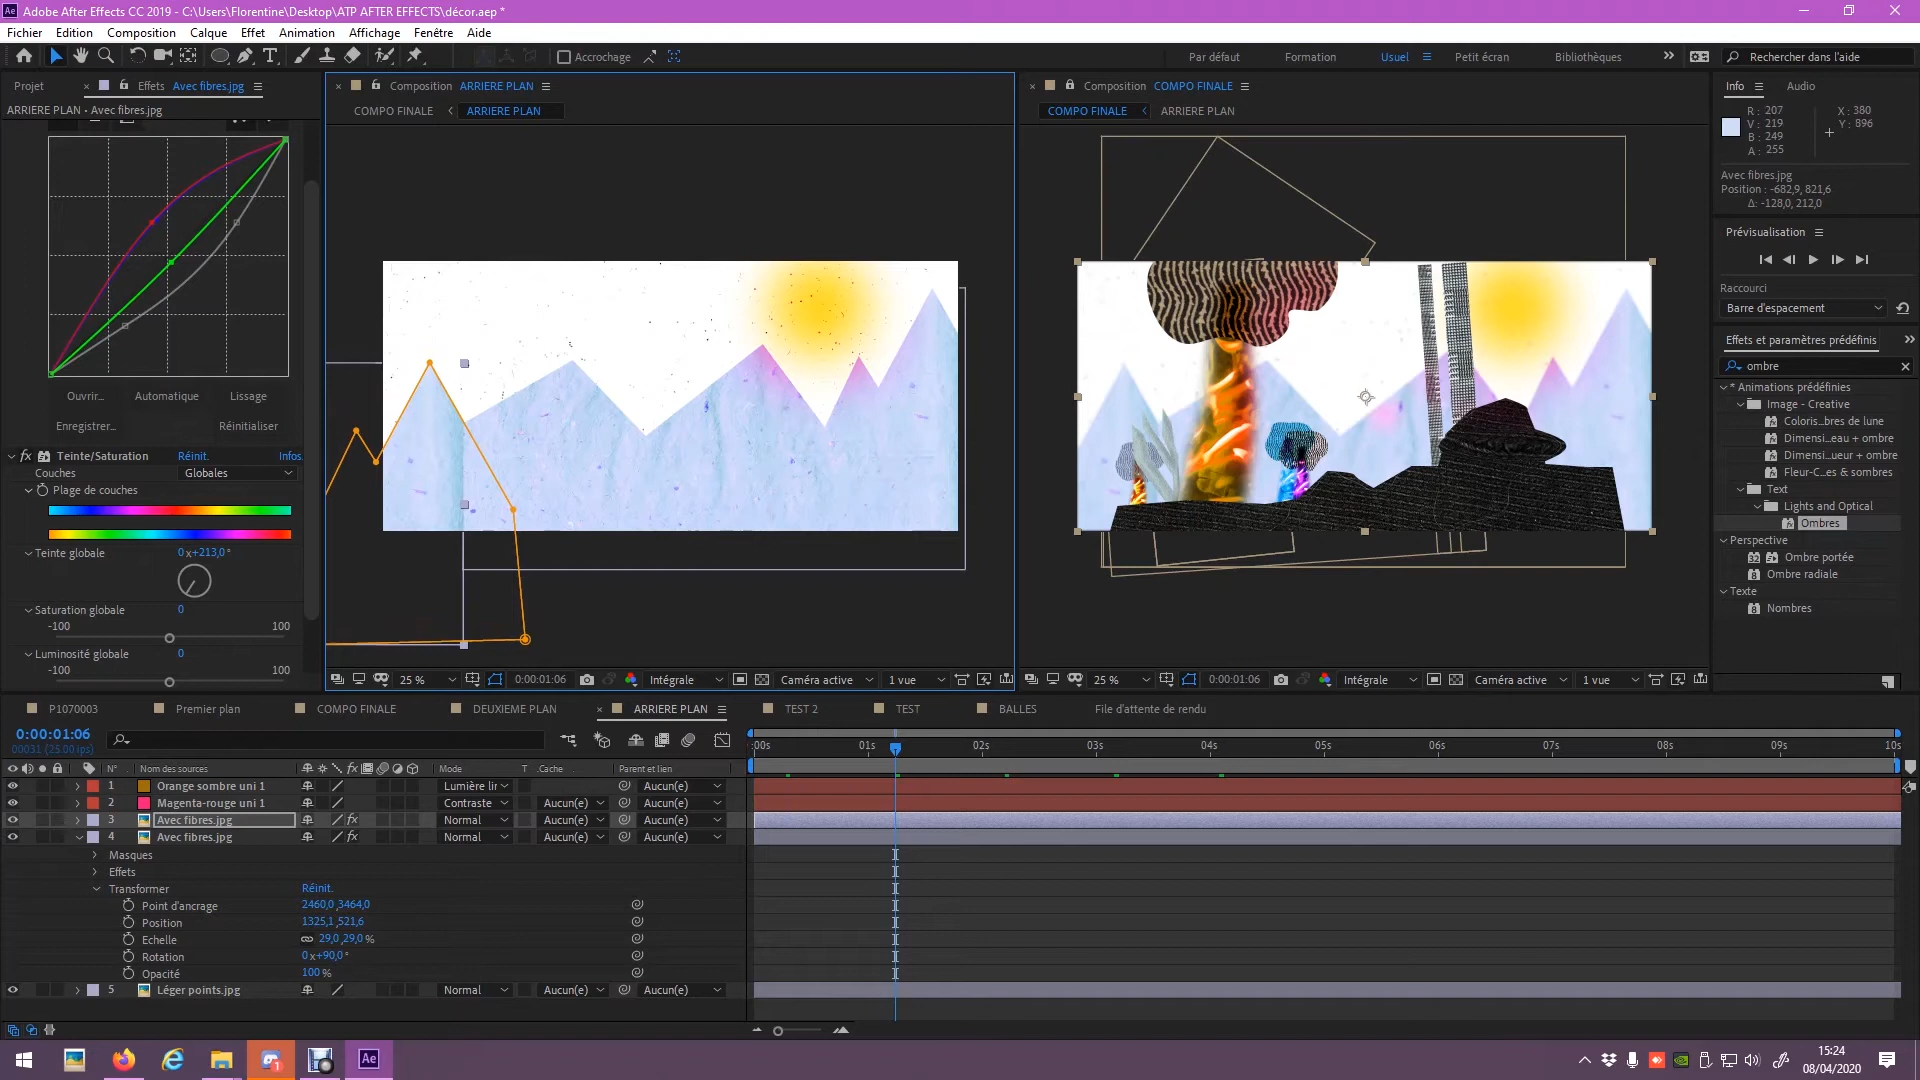 Adobe After Effects CC 2019 - C:\Users\Florentine\Desktop\ATP AFTER EFFECTS\décor.aep *
Fichier Edition Composition Calque Effet Animation Affichage Fenêtre Aide
Accrochage
Par défaut Formation Usuel Petit écran Bibliothèques
Rechercher dans l'aide
Projet
Effets Avec fibres.jpg
ARRIERE PLAN • Avec fibres.jpg
Ouvrir... Automatique Lissage
Enregistrer... Réinitialiser
fx Teinte/Saturation Réinit. Infos.
Couches Globales
Plage de couches
Teinte globale 0x+213,0°
Saturation globale 0
-100 100
Luminosité globale 0
-100 100
Composition ARRIERE PLAN
COMPO FINALE ARRIERE PLAN
25 % 0:00:01:06 Intégrale Caméra active 1 vue
Composition COMPO FINALE
COMPO FINALE ARRIERE PLAN
25 % 0:00:01:06 Intégrale Caméra active 1 vue
Info Audio
R : 207 X : 380
V : 219 Y : 896
B : 249
A : 255
Avec fibres.jpg
Position : -682,9, 821,6
Δ: -128,0, 212,0
Prévisualisation
Raccourci
Barre d'espacement
Effets et paramètres prédéfinis
ombre
* Animations prédéfinies
Image - Creative
Coloris...bres de lune
Dimensi...eau + ombre
Dimensi...ueur + ombre
Fleur-C...es & sombres
Text
Lights and Optical
Ombres
Perspective
32 Ombre portée
8 Ombre radiale
Texte
8 Nombres
P1070003 Premier plan COMPO FINALE DEUXIEME PLAN ARRIERE PLAN TEST 2 TEST BALLES File d'attente de rendu
0:00:01:06
00031 (25.00 ips)
:00s 01s 02s 03s 04s 05s 06s 07s 08s 09s 10s
N° Nom des sources fx Mode T .Cache Parent et lien
1 Orange sombre uni 1 Lumière lir Aucun(e)
2 Magenta-rouge uni 1 Contraste Aucun(e) Aucun(e)
3 Avec fibres.jpg fx Normal Aucun(e) Aucun(e)
4 Avec fibres.jpg fx Normal Aucun(e) Aucun(e)
Masques
Effets
Transformer Réinit.
Point d'ancrage 2460,0 ,3464,0
Position 1325,1 ,521,6
Echelle 29,0 ,29,0 %
Rotation 0x+90,0°
Opacité 100 %
5 Léger points.jpg Normal Aucun(e) Aucun(e)
Ae
15:24
08/04/2020